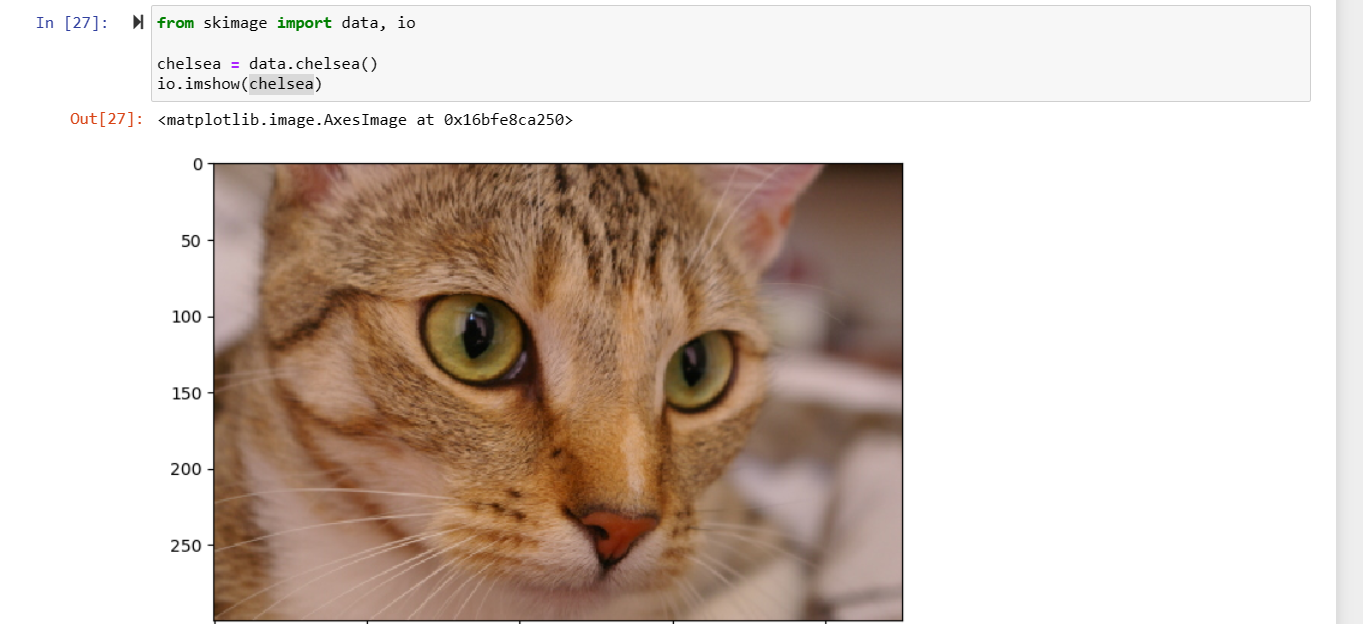 In [27]: from skimage import data, io
chelsea = data.chelsea()
io.imshow(chelsea)
Out[27]: <matplotlib.image.AxesImage at 0x16bfe8ca250>
0
50
100
150
200
250